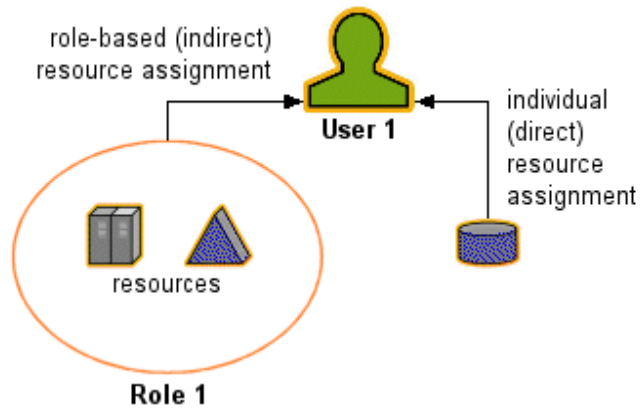 role-based (indirect)
resource assignment
User 1
individual
(direct)
resource
assignment
resources
Role 1